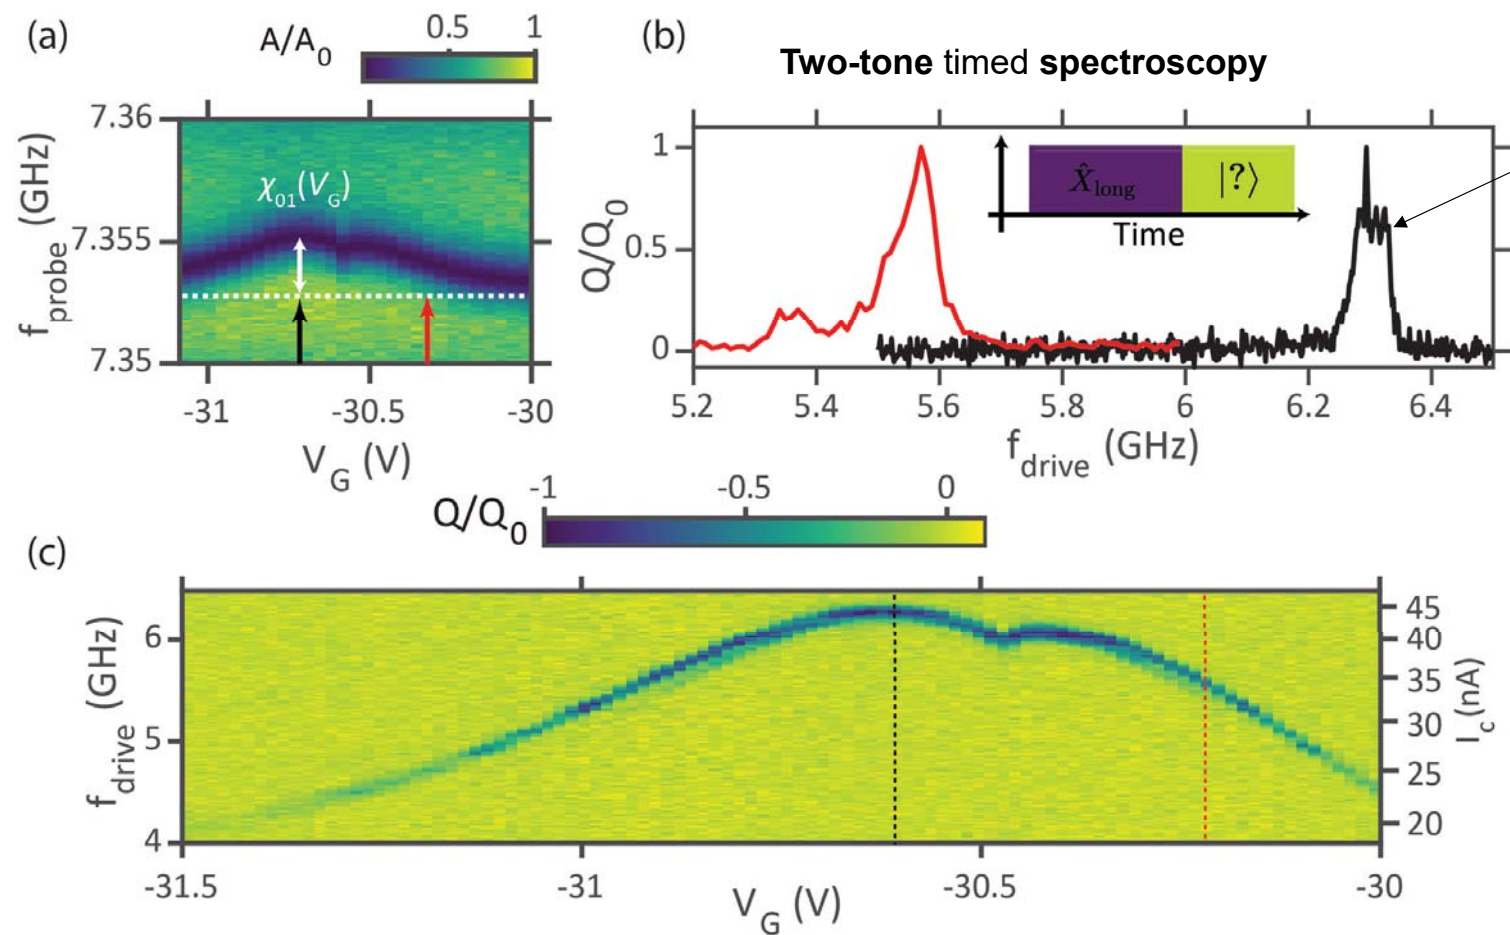 (a)
A/A0
0.5 1
(b)
Two-tone timed spectroscopy
7.36
7.355
7.35
fprobe (GHz)
χ01(VG)
-31 -30.5 -30
VG (V)
1
0.5
0
Q/Q0
X̂long
|?⟩
Time
5.2 5.4 5.6 5.8 6 6.2 6.4
fdrive (GHz)
Q/Q0
-1 -0.5 0
(c)
6
5
4
fdrive (GHz)
45
40
35
30
25
20
Ic (nA)
-31.5 -31 -30.5 -30
VG (V)